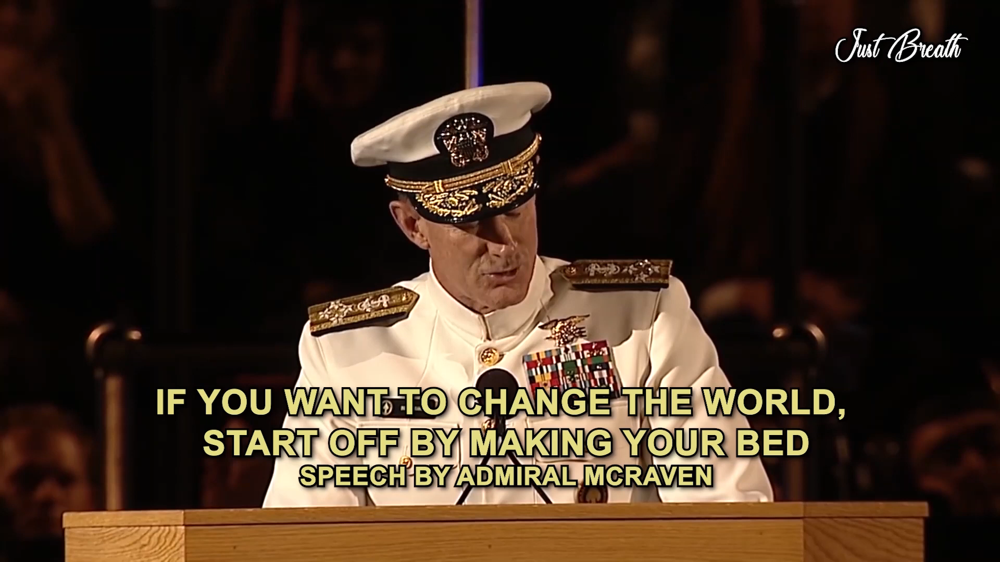 Just Breath
IF YOU WANT TO CHANGE THE WORLD,
START OFF BY MAKING YOUR BED
SPEECH BY ADMIRAL MCRAVEN